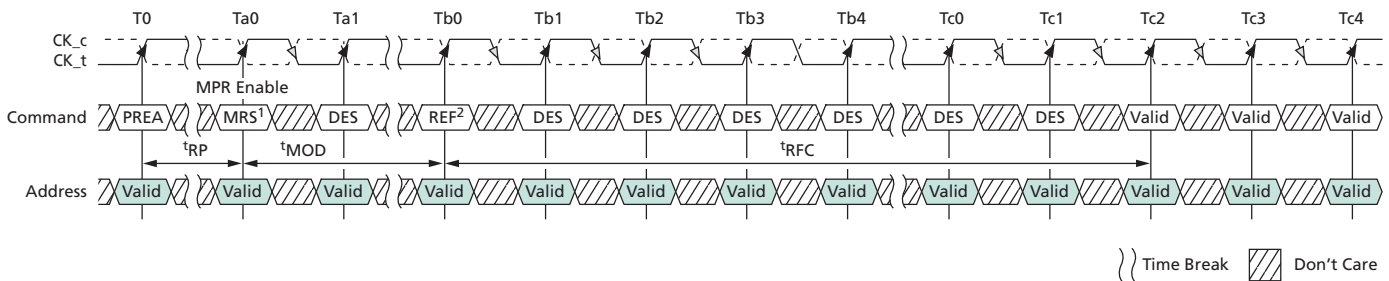 T0 Ta0 Ta1 Tb0 Tb1 Tb2 Tb3 Tb4 Tc0 Tc1 Tc2 Tc3 Tc4
CK_c
CK_t
MPR Enable
Command PREA MRS1 DES REF2 DES DES DES DES DES DES Valid Valid Valid
tRP tMOD tRFC
Address Valid Valid Valid Valid Valid Valid Valid Valid Valid Valid Valid Valid Valid
Time Break Don't Care